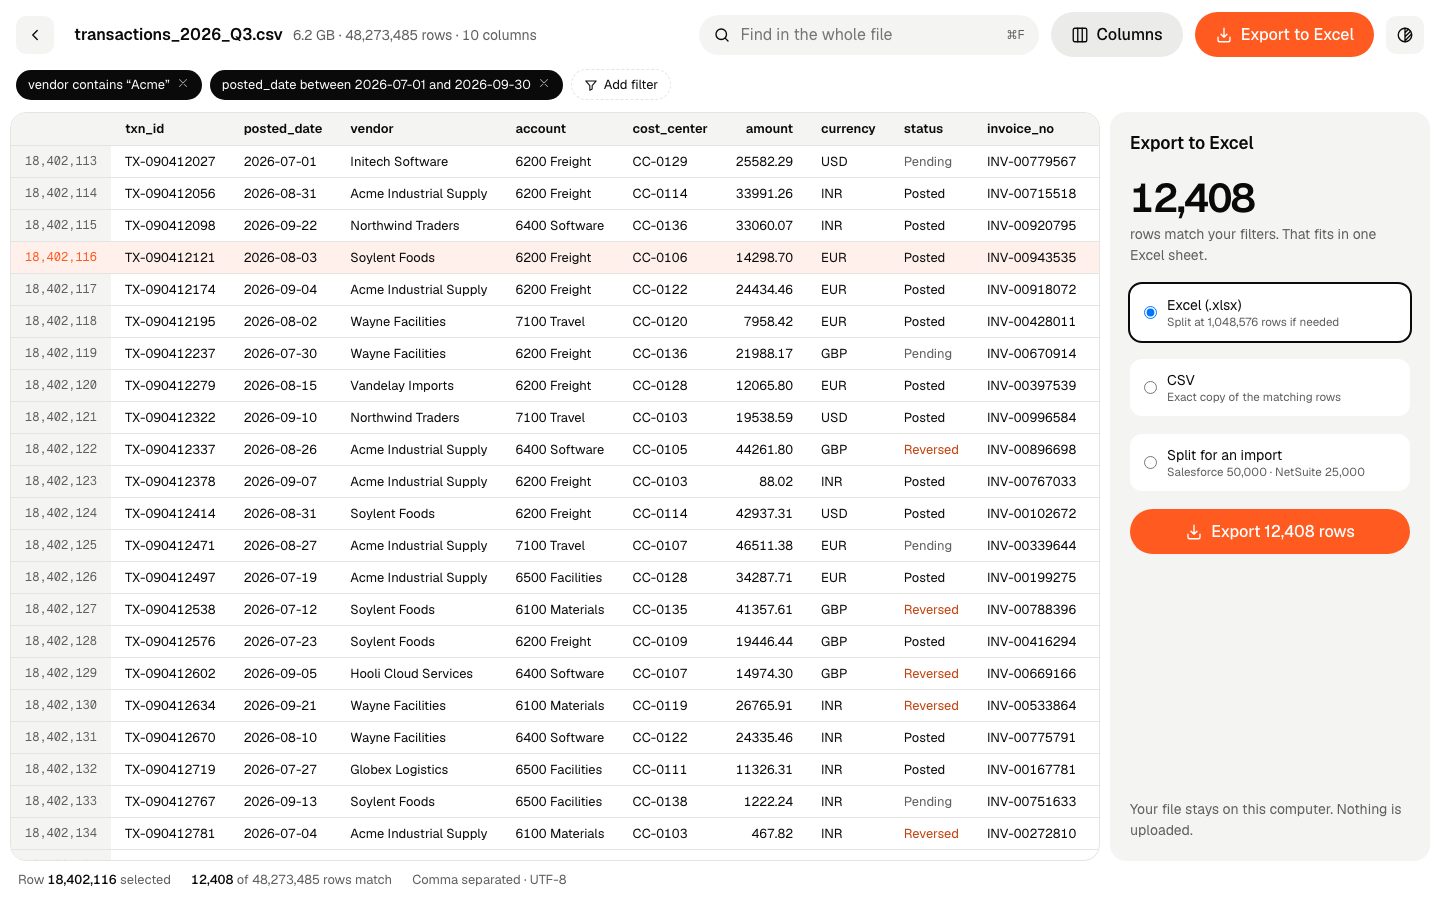 transactions_2026_Q3.csv 6.2 GB · 48,273,485 rows · 10 columns Find in the whole file ⌘F Columns Export to Excel
vendor contains “Acme” × posted_date between 2026-07-01 and 2026-09-30 × Add filter
txn_id posted_date vendor account cost_center amount currency status invoice_no
18,402,113 TX-090412027 2026-07-01 Initech Software 6200 Freight CC-0129 25582.29 USD Pending INV-00779567
18,402,114 TX-090412056 2026-08-31 Acme Industrial Supply 6200 Freight CC-0114 33991.26 INR Posted INV-00715518
18,402,115 TX-090412098 2026-09-22 Northwind Traders 6400 Software CC-0136 33060.07 INR Posted INV-00920795
18,402,116 TX-090412121 2026-08-03 Soylent Foods 6200 Freight CC-0106 14298.70 EUR Posted INV-00943535
18,402,117 TX-090412174 2026-09-04 Acme Industrial Supply 6200 Freight CC-0122 24434.46 EUR Posted INV-00918072
18,402,118 TX-090412195 2026-08-02 Wayne Facilities 7100 Travel CC-0120 7958.42 EUR Posted INV-00428011
18,402,119 TX-090412237 2026-07-30 Wayne Facilities 6200 Freight CC-0136 21988.17 GBP Pending INV-00670914
18,402,120 TX-090412279 2026-08-15 Vandelay Imports 6200 Freight CC-0128 12065.80 EUR Posted INV-00397539
18,402,121 TX-090412322 2026-09-10 Northwind Traders 7100 Travel CC-0103 19538.59 USD Posted INV-00996584
18,402,122 TX-090412337 2026-08-26 Acme Industrial Supply 6400 Software CC-0105 44261.80 GBP Reversed INV-00896698
18,402,123 TX-090412378 2026-09-07 Acme Industrial Supply 6200 Freight CC-0103 88.02 INR Posted INV-00767033
18,402,124 TX-090412414 2026-08-31 Soylent Foods 6200 Freight CC-0114 42937.31 USD Posted INV-00102672
18,402,125 TX-090412471 2026-08-27 Acme Industrial Supply 7100 Travel CC-0107 46511.38 EUR Pending INV-00339644
18,402,126 TX-090412497 2026-07-19 Acme Industrial Supply 6500 Facilities CC-0128 34287.71 EUR Posted INV-00199275
18,402,127 TX-090412538 2026-07-12 Soylent Foods 6100 Materials CC-0135 41357.61 GBP Reversed INV-00788396
18,402,128 TX-090412576 2026-07-23 Soylent Foods 6200 Freight CC-0109 19446.44 GBP Posted INV-00416294
18,402,129 TX-090412602 2026-09-05 Hooli Cloud Services 6400 Software CC-0107 14974.30 GBP Reversed INV-00669166
18,402,130 TX-090412634 2026-09-21 Wayne Facilities 6100 Materials CC-0119 26765.91 INR Reversed INV-00533864
18,402,131 TX-090412670 2026-08-10 Wayne Facilities 6400 Software CC-0122 24335.46 INR Posted INV-00775791
18,402,132 TX-090412719 2026-07-27 Globex Logistics 6500 Facilities CC-0111 11326.31 INR Posted INV-00167781
18,402,133 TX-090412767 2026-09-13 Soylent Foods 6500 Facilities CC-0138 1222.24 INR Pending INV-00751633
18,402,134 TX-090412781 2026-07-04 Acme Industrial Supply 6100 Materials CC-0103 467.82 INR Reversed INV-00272810
Export to Excel
12,408
rows match your filters. That fits in one
Excel sheet.
Excel (.xlsx)
Split at 1,048,576 rows if needed
CSV
Exact copy of the matching rows
Split for an import
Salesforce 50,000 · NetSuite 25,000
Export 12,408 rows
Your file stays on this computer. Nothing is
uploaded.
Row 18,402,116 selected 12,408 of 48,273,485 rows match Comma separated · UTF-8